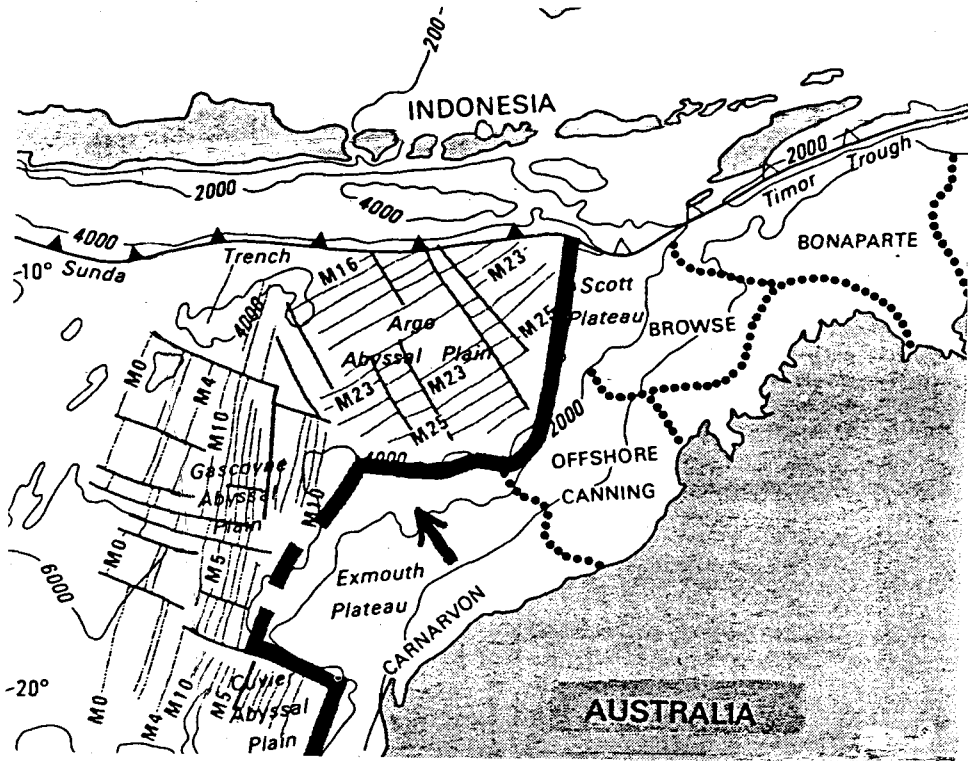 200
INDONESIA
2000
Timor Trough
2000
4000
BONAPARTE
4000
Trench
-10° Sunda
M16
M23
Scott
Plateau
4000
Argo
M25
BROWSE
Abyssal Plain
M0
M4
M23
M23
M10
M25
2000
4000
OFFSHORE
CANNING
Gascoyne
Abyssal
Plain
M10
M0
M5
6000
Exmouth
Plateau
CARNARVON
-20°
Cuvier
Abyssal
Plain
M0
M4
M10
M5
AUSTRALIA